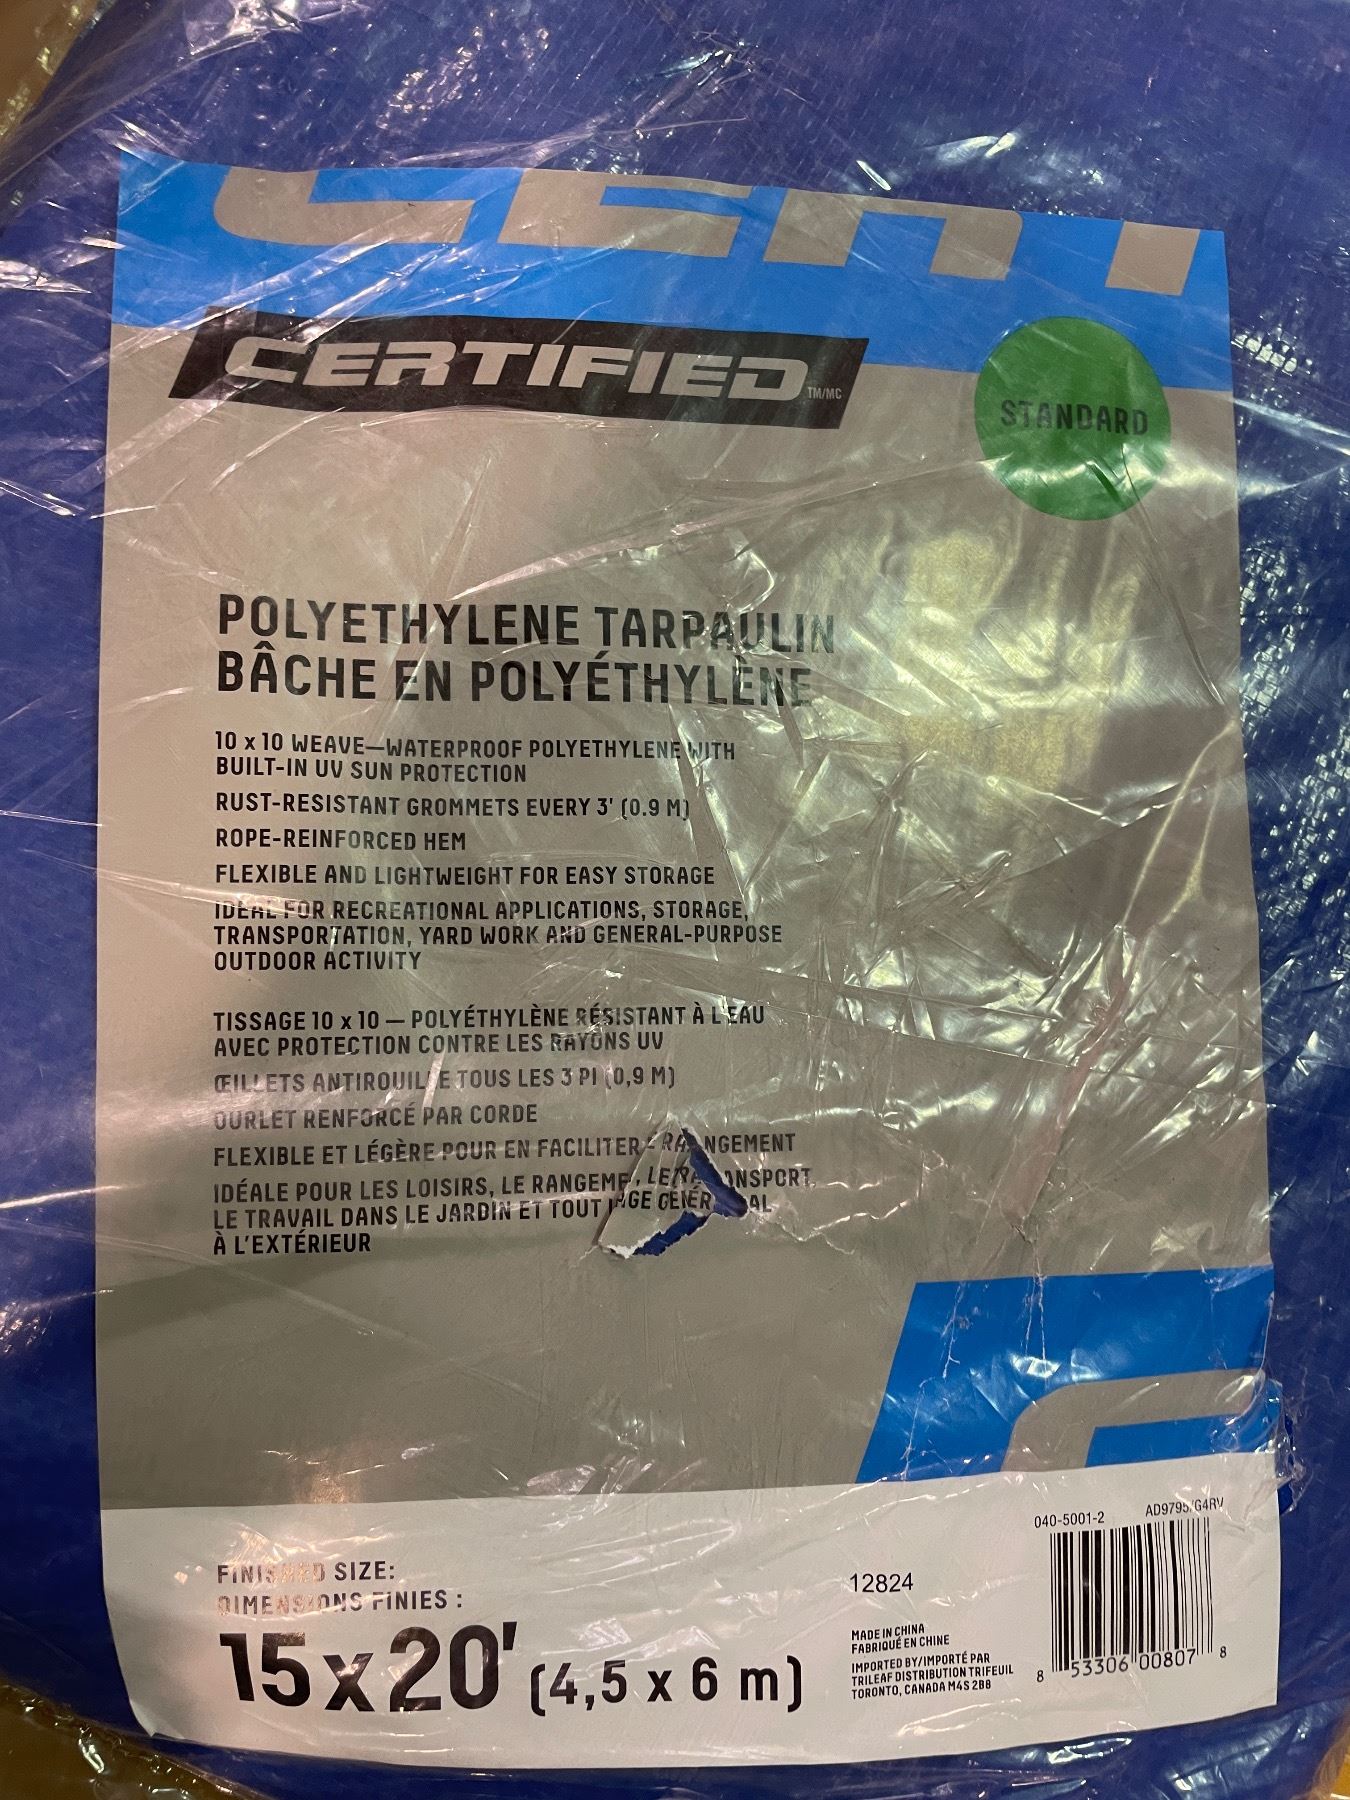 CERT
CERTIFIED TM/MC
STANDARD
POLYETHYLENE TARPAULIN
BÂCHE EN POLYÉTHYLÈNE
10 x 10 WEAVE—WATERPROOF POLYETHYLENE WITH
BUILT-IN UV SUN PROTECTION
RUST-RESISTANT GROMMETS EVERY 3' (0.9 M)
ROPE-REINFORCED HEM
FLEXIBLE AND LIGHTWEIGHT FOR EASY STORAGE
IDEAL FOR RECREATIONAL APPLICATIONS, STORAGE,
TRANSPORTATION, YARD WORK AND GENERAL-PURPOSE
OUTDOOR ACTIVITY
TISSAGE 10 x 10 — POLYÉTHYLÈNE RÉSISTANT À L'EAU
AVEC PROTECTION CONTRE LES RAYONS UV
ŒILLETS ANTIROUILLE TOUS LES 3 PI (0,9 M)
OURLET RENFORCÉ PAR CORDE
FLEXIBLE ET LÉGÈRE POUR EN FACILITER
IDÉALE POUR LES LOISIRS, LE
LE TRAVAIL DANS LE JARDIN ET TOUT
À L'EXTÉRIEUR
FINISHED SIZE:
DIMENSIONS FINIES :
15 x 20' (4,5 x 6 m)
12824
MADE IN CHINA
FABRIQUÉ EN CHINE
IMPORTED BY/IMPORTÉ PAR
TRILEAF DISTRIBUTION TRIFEUIL
TORONTO, CANADA M4S 2B8
040-5001-2 AD9795/G4RV
8 53306 00807 8